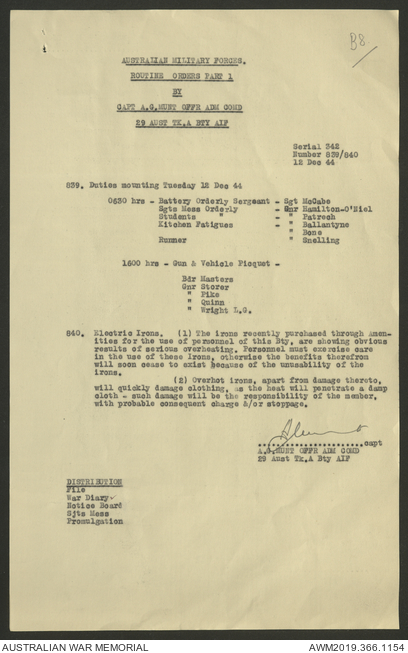 B8.
AUSTRALIAN MILITARY FORCES.
ROUTINE ORDERS PART 1
BY
CAPT A.G.MUNT OFFR ADM COMD
29 AUST TK.A BTY AIF
Serial 342
Number 839/840
12 Dec 44
839. Duties mounting Tuesday 12 Dec 44
0630 hrs - Battery Orderly Sergeant - Sgt McCabe
Sgts Mess Orderly - Gnr Hamilton-O'Niel
Students " - " Patrech
Kitchen Fatigues - " Ballantyne
" Bone
Runner " Snelling
1800 hrs - Gun & Vehicle Picquet -
Bdr Masters
Gnr Storer
" Pike
" Quinn
" Wright L.G.
840. Electric Irons. (1) The irons recently purchased through Amen-
ities for the use of personnel of this Bty, are showing obvious
results of serious overheating. Personnel must exercise care
in the use of these Irons, otherwise the benefits therefrom
will soon cease to exist because of the unusability of the
irons.
(2) Overhot irons, apart from damage thereto,
will quickly damage clothing, as the heat will penetrate a damp
cloth - such damage will be the responsibility of the member,
with probable consequent charge &/or stoppage.
....................capt
A.G.MUNT OFFR ADM COMD
29 Aust Tk.A Bty AIF
DISTRIBUTION
File
War Diary
Notice Board
Sjts Mess
Promulgation
AUSTRALIAN WAR MEMORIAL AWM2019.366.1154